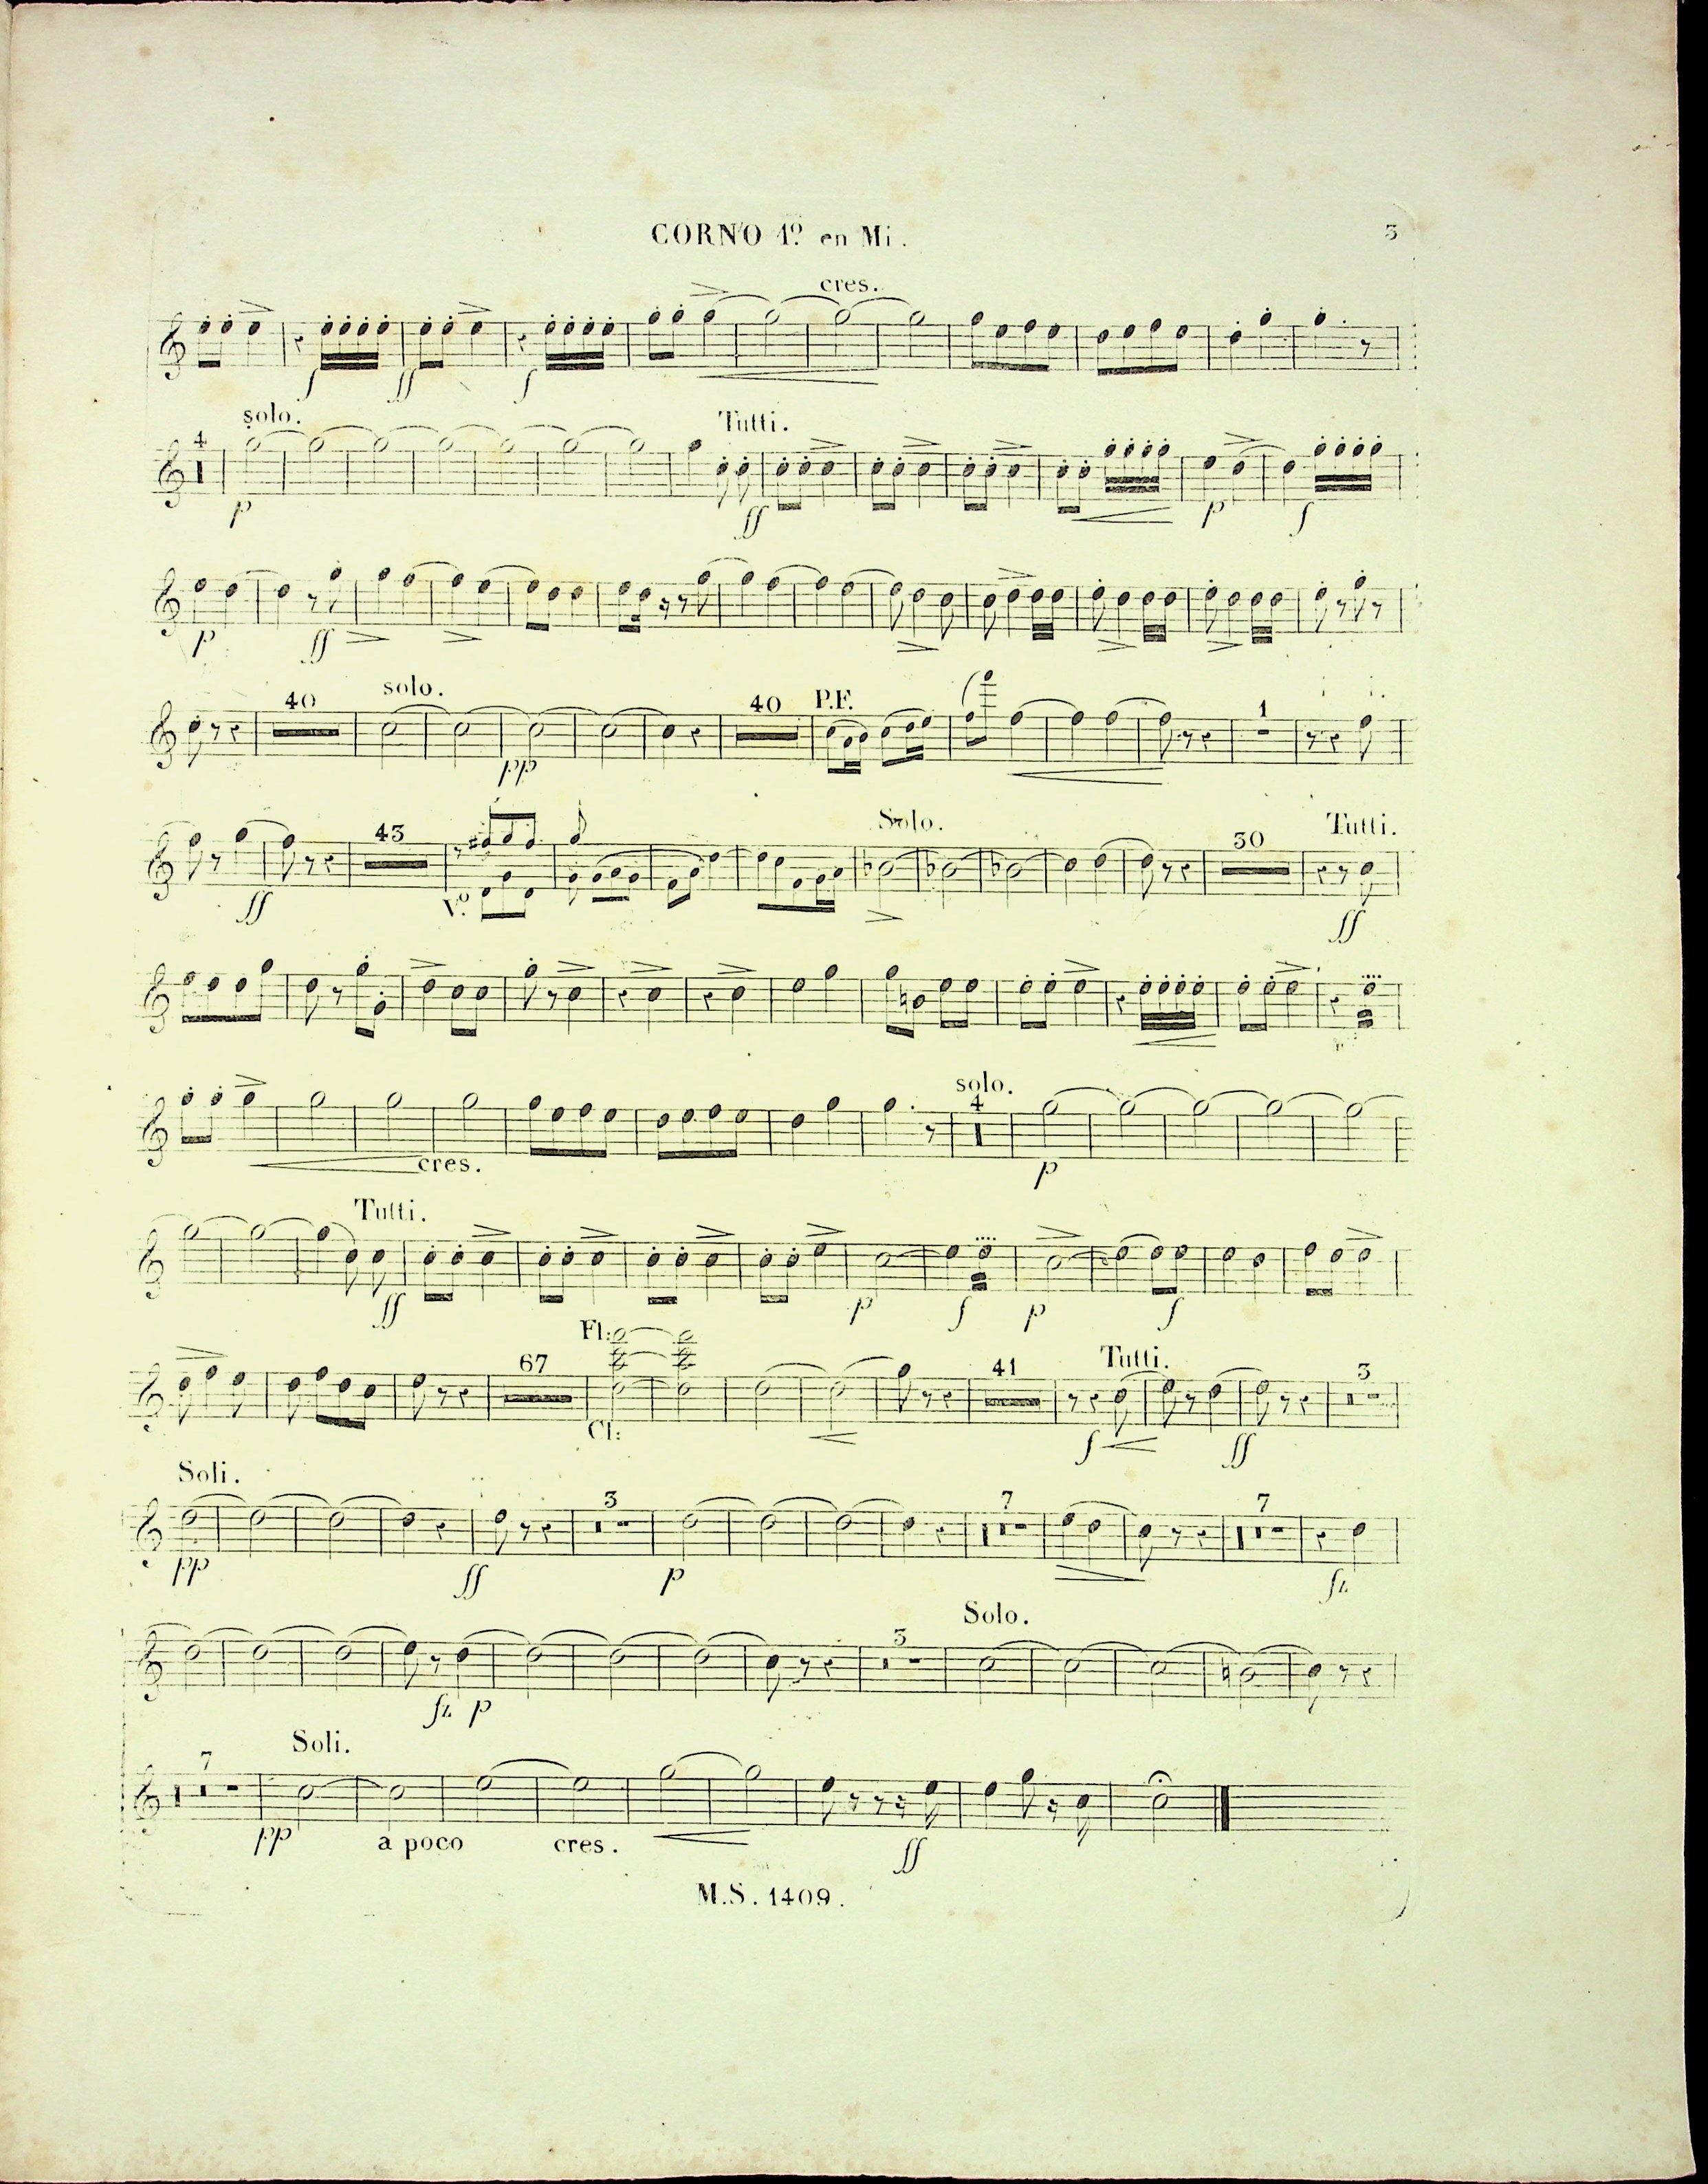 CORNO 1º en Mi. 3
cres.
f ff f
4 solo. Tutti.
p ff p f
p ff
40 solo. 40 P.F. 1
pp
43 Solo. 30 Tutti.
ff Vº ff
solo.
4
cres. p
Tutti.
ff p f p f
67 Fl: 41 Tutti. 3
Cl: f ff
Soli.
3 7 7
pp ff p fz
3 Solo.
fz p
7 Soli.
pp a poco cres. ff
M.S. 1409.